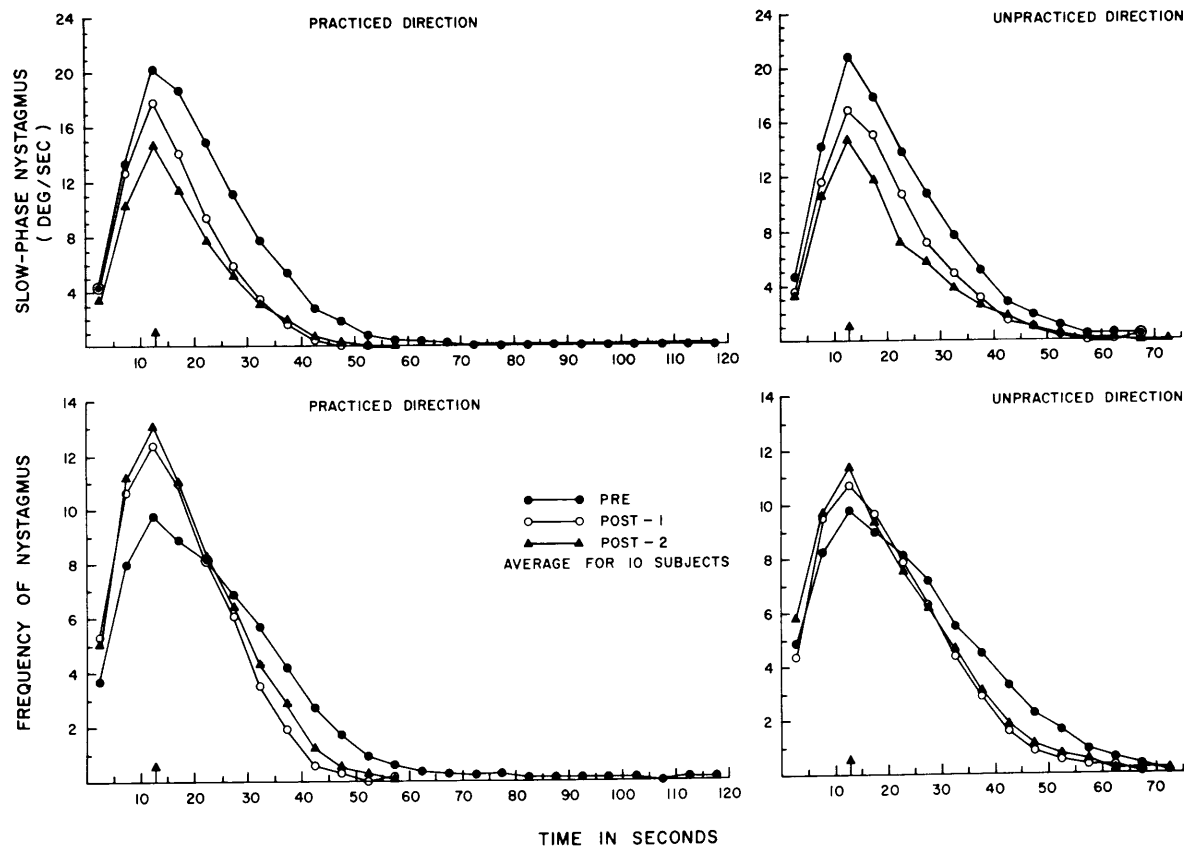 PRACTICED DIRECTION
UNPRACTICED DIRECTION
SLOW-PHASE NYSTAGMUS
(DEG/SEC)
24
20
16
12
8
4
10 20 30 40 50 60 70 80 90 100 110 120
24
20
16
12
8
4
10 20 30 40 50 60 70
PRACTICED DIRECTION
UNPRACTICED DIRECTION
FREQUENCY OF NYSTAGMUS
14
12
10
8
6
4
2
PRE
POST-1
POST-2
AVERAGE FOR 10 SUBJECTS
10 20 30 40 50 60 70 80 90 100 110 120
14
12
10
8
6
4
2
10 20 30 40 50 60 70
TIME IN SECONDS